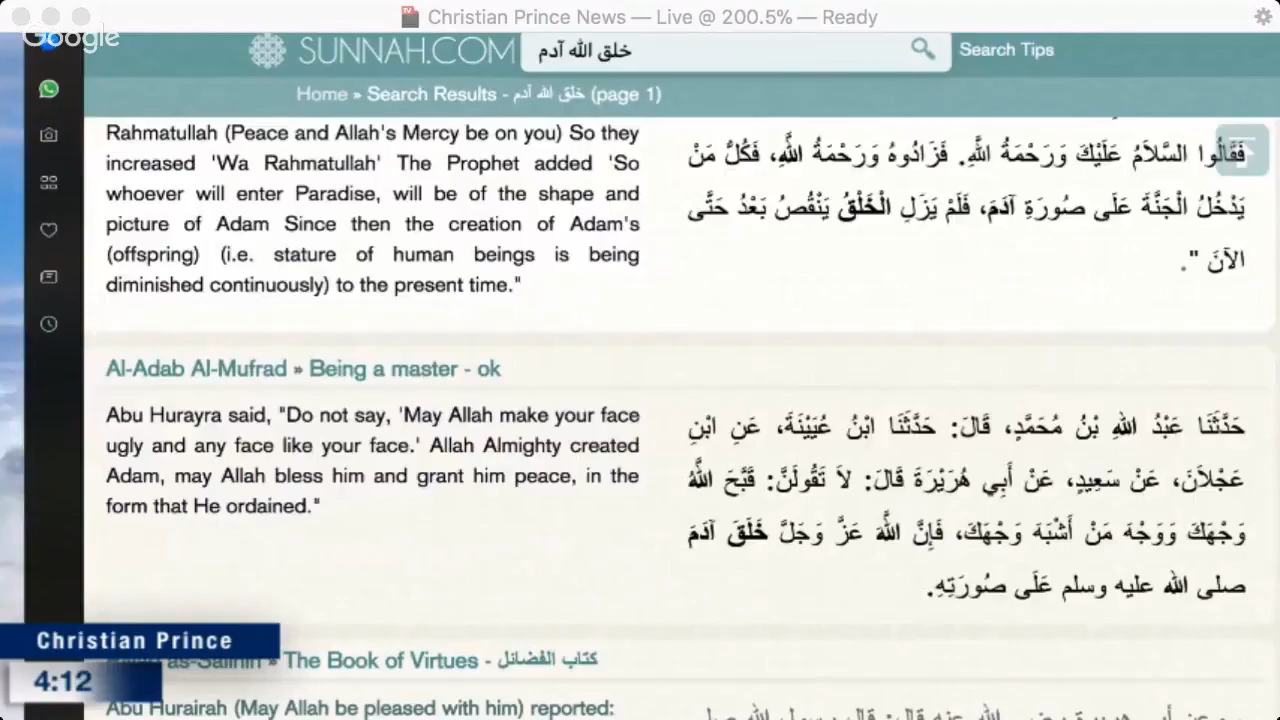 Christian Prince News — Live @ 200.5% — Ready
Google
SUNNAH.COM
خلق الله آدم
Search Tips
Home » Search Results - خلق الله آدم (page 1)
Rahmatullah (Peace and Allah's Mercy be on you) So they
increased 'Wa Rahmatullah' The Prophet added 'So
whoever will enter Paradise, will be of the shape and
picture of Adam Since then the creation of Adam's
(offspring) (i.e. stature of human beings is being
diminished continuously) to the present time."
فَقَالُوا السَّلاَمُ عَلَيْكَ وَرَحْمَةُ اللَّهِ. فَزَادُوهُ وَرَحْمَةُ اللَّهِ، فَكُلُّ مَنْ
يَدْخُلُ الْجَنَّةَ عَلَى صُورَةِ آدَمَ، فَلَمْ يَزَلِ الْخَلْقُ يَنْقُصُ بَعْدُ حَتَّى
الآنَ ".
Al-Adab Al-Mufrad » Being a master - ok
Abu Hurayra said, "Do not say, 'May Allah make your face
ugly and any face like your face.' Allah Almighty created
Adam, may Allah bless him and grant him peace, in the
form that He ordained."
حَدَّثَنَا عَبْدُ اللهِ بْنُ مُحَمَّدٍ، قَالَ: حَدَّثَنَا ابْنُ عُيَيْنَةَ، عَنِ ابْنِ
عَجْلاَنَ، عَنْ سَعِيدٍ، عَنْ أَبِي هُرَيْرَةَ قَالَ: لاَ تَقُولَنَّ: قَبَّحَ اللَّهُ
وَجْهَكَ وَوَجْهَ مَنْ أَشْبَهَ وَجْهَكَ، فَإِنَّ اللَّهَ عَزَّ وَجَلَّ خَلَقَ آدَمَ
صلى الله عليه وسلم عَلَى صُورَتِهِ.
Christian Prince
4:12
as-Salihin » The Book of Virtues - كتاب الفضائل
Abu Hurairah (May Allah be pleased with him) reported: